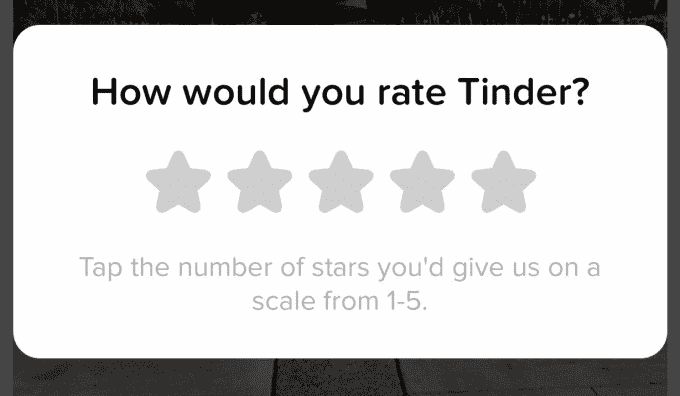 How would you rate Tinder?
Tap the number of stars you'd give us on a
scale from 1-5.